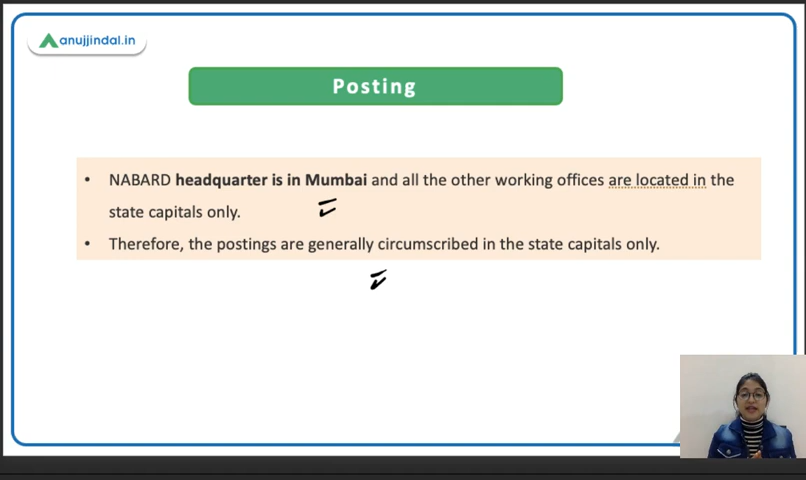 anujjindal.in
Posting
• NABARD headquarter is in Mumbai and all the other working offices are located in the
state capitals only.
• Therefore, the postings are generally circumscribed in the state capitals only.